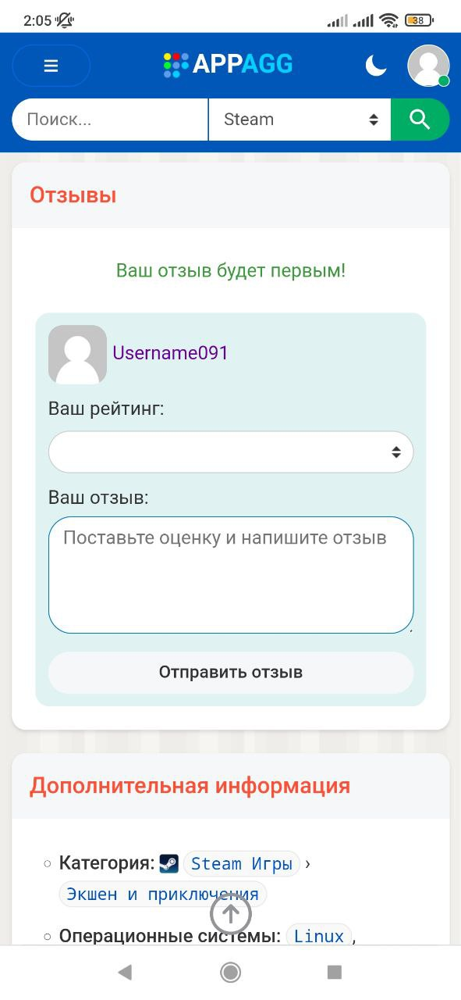 2:05
38
APPAGG
Поиск...
Steam
Отзывы
Ваш отзыв будет первым!
Username091
Ваш рейтинг:
Ваш отзыв:
Поставьте оценку и напишите отзыв
Отправить отзыв
Дополнительная информация
Категория: Steam Игры ›
Экшен и приключения
Операционные системы: Linux,